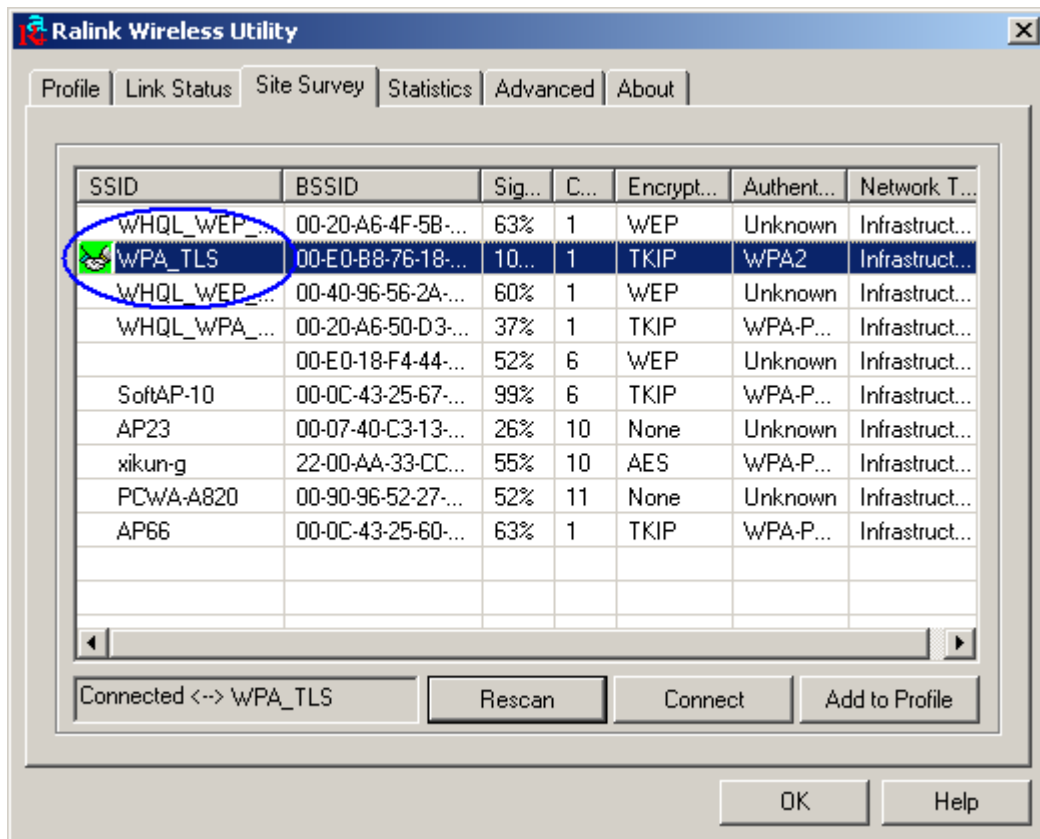 Ralink Wireless Utility
Profile Link Status Site Survey Statistics Advanced About
SSID BSSID Sig... C... Encrypt... Authent... Network T...
WHQL_WEP_... 00-20-A6-4F-5B-... 63% 1 WEP Unknown Infrastruct...
WPA_TLS 00-E0-B8-76-18-... 10... 1 TKIP WPA2 Infrastruct...
WHQL_WEP_... 00-40-96-56-2A-... 60% 1 WEP Unknown Infrastruct...
WHQL_WPA_... 00-20-A6-50-D3-... 37% 1 TKIP WPA-P... Infrastruct...
00-E0-18-F4-44-... 52% 6 WEP Unknown Infrastruct...
SoftAP-10 00-0C-43-25-67-... 99% 6 TKIP WPA-P... Infrastruct...
AP23 00-07-40-C3-13-... 26% 10 None Unknown Infrastruct...
xikun-g 22-00-AA-33-CC... 55% 10 AES WPA-P... Infrastruct...
PCWA-A820 00-90-96-52-27-... 52% 11 None Unknown Infrastruct...
AP66 00-0C-43-25-60-... 63% 1 TKIP WPA-P... Infrastruct...
Connected <--> WPA_TLS Rescan Connect Add to Profile
OK Help